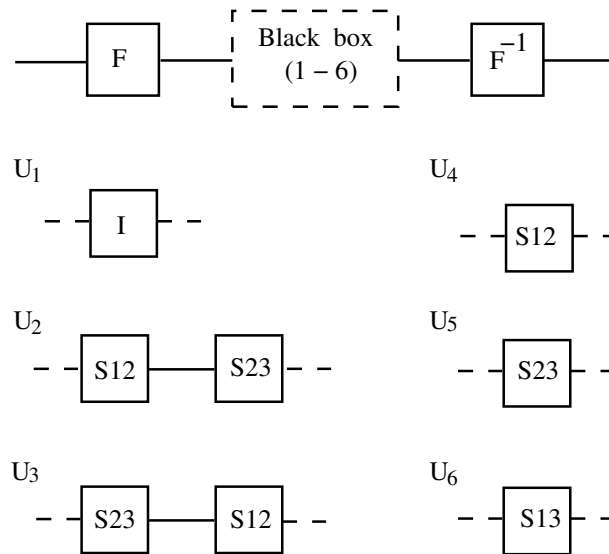 F
Black box
(1 – 6)
F⁻¹
U₁
I
U₄
S12
U₂
S12
S23
U₅
S23
U₃
S23
S12
U₆
S13